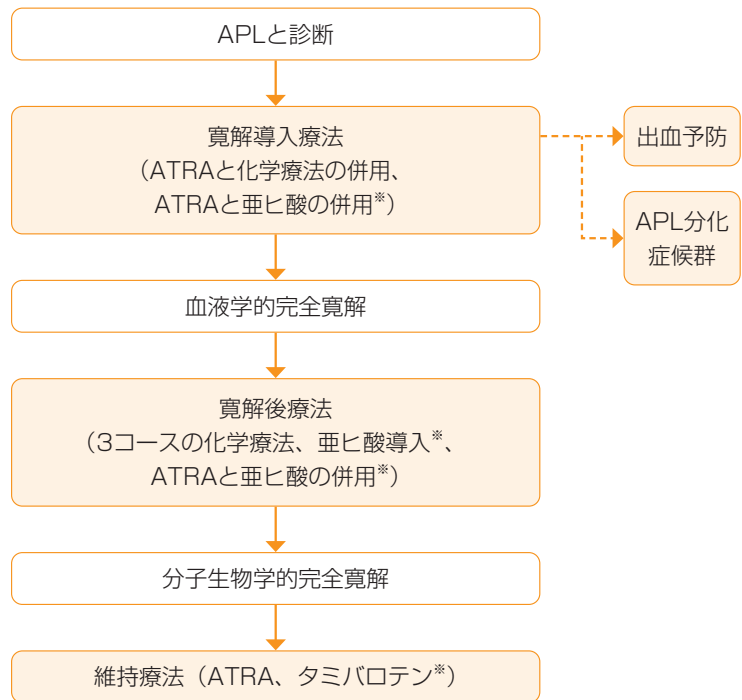 APLと診断
寛解導入療法
（ATRAと化学療法の併用、
ATRAと亜ヒ酸の併用※）
出血予防
APL分化
症候群
血液学的完全寛解
寛解後療法
（3コースの化学療法、亜ヒ酸導入※、
ATRAと亜ヒ酸の併用※）
分子生物学的完全寛解
維持療法（ATRA、タミバロテン※）